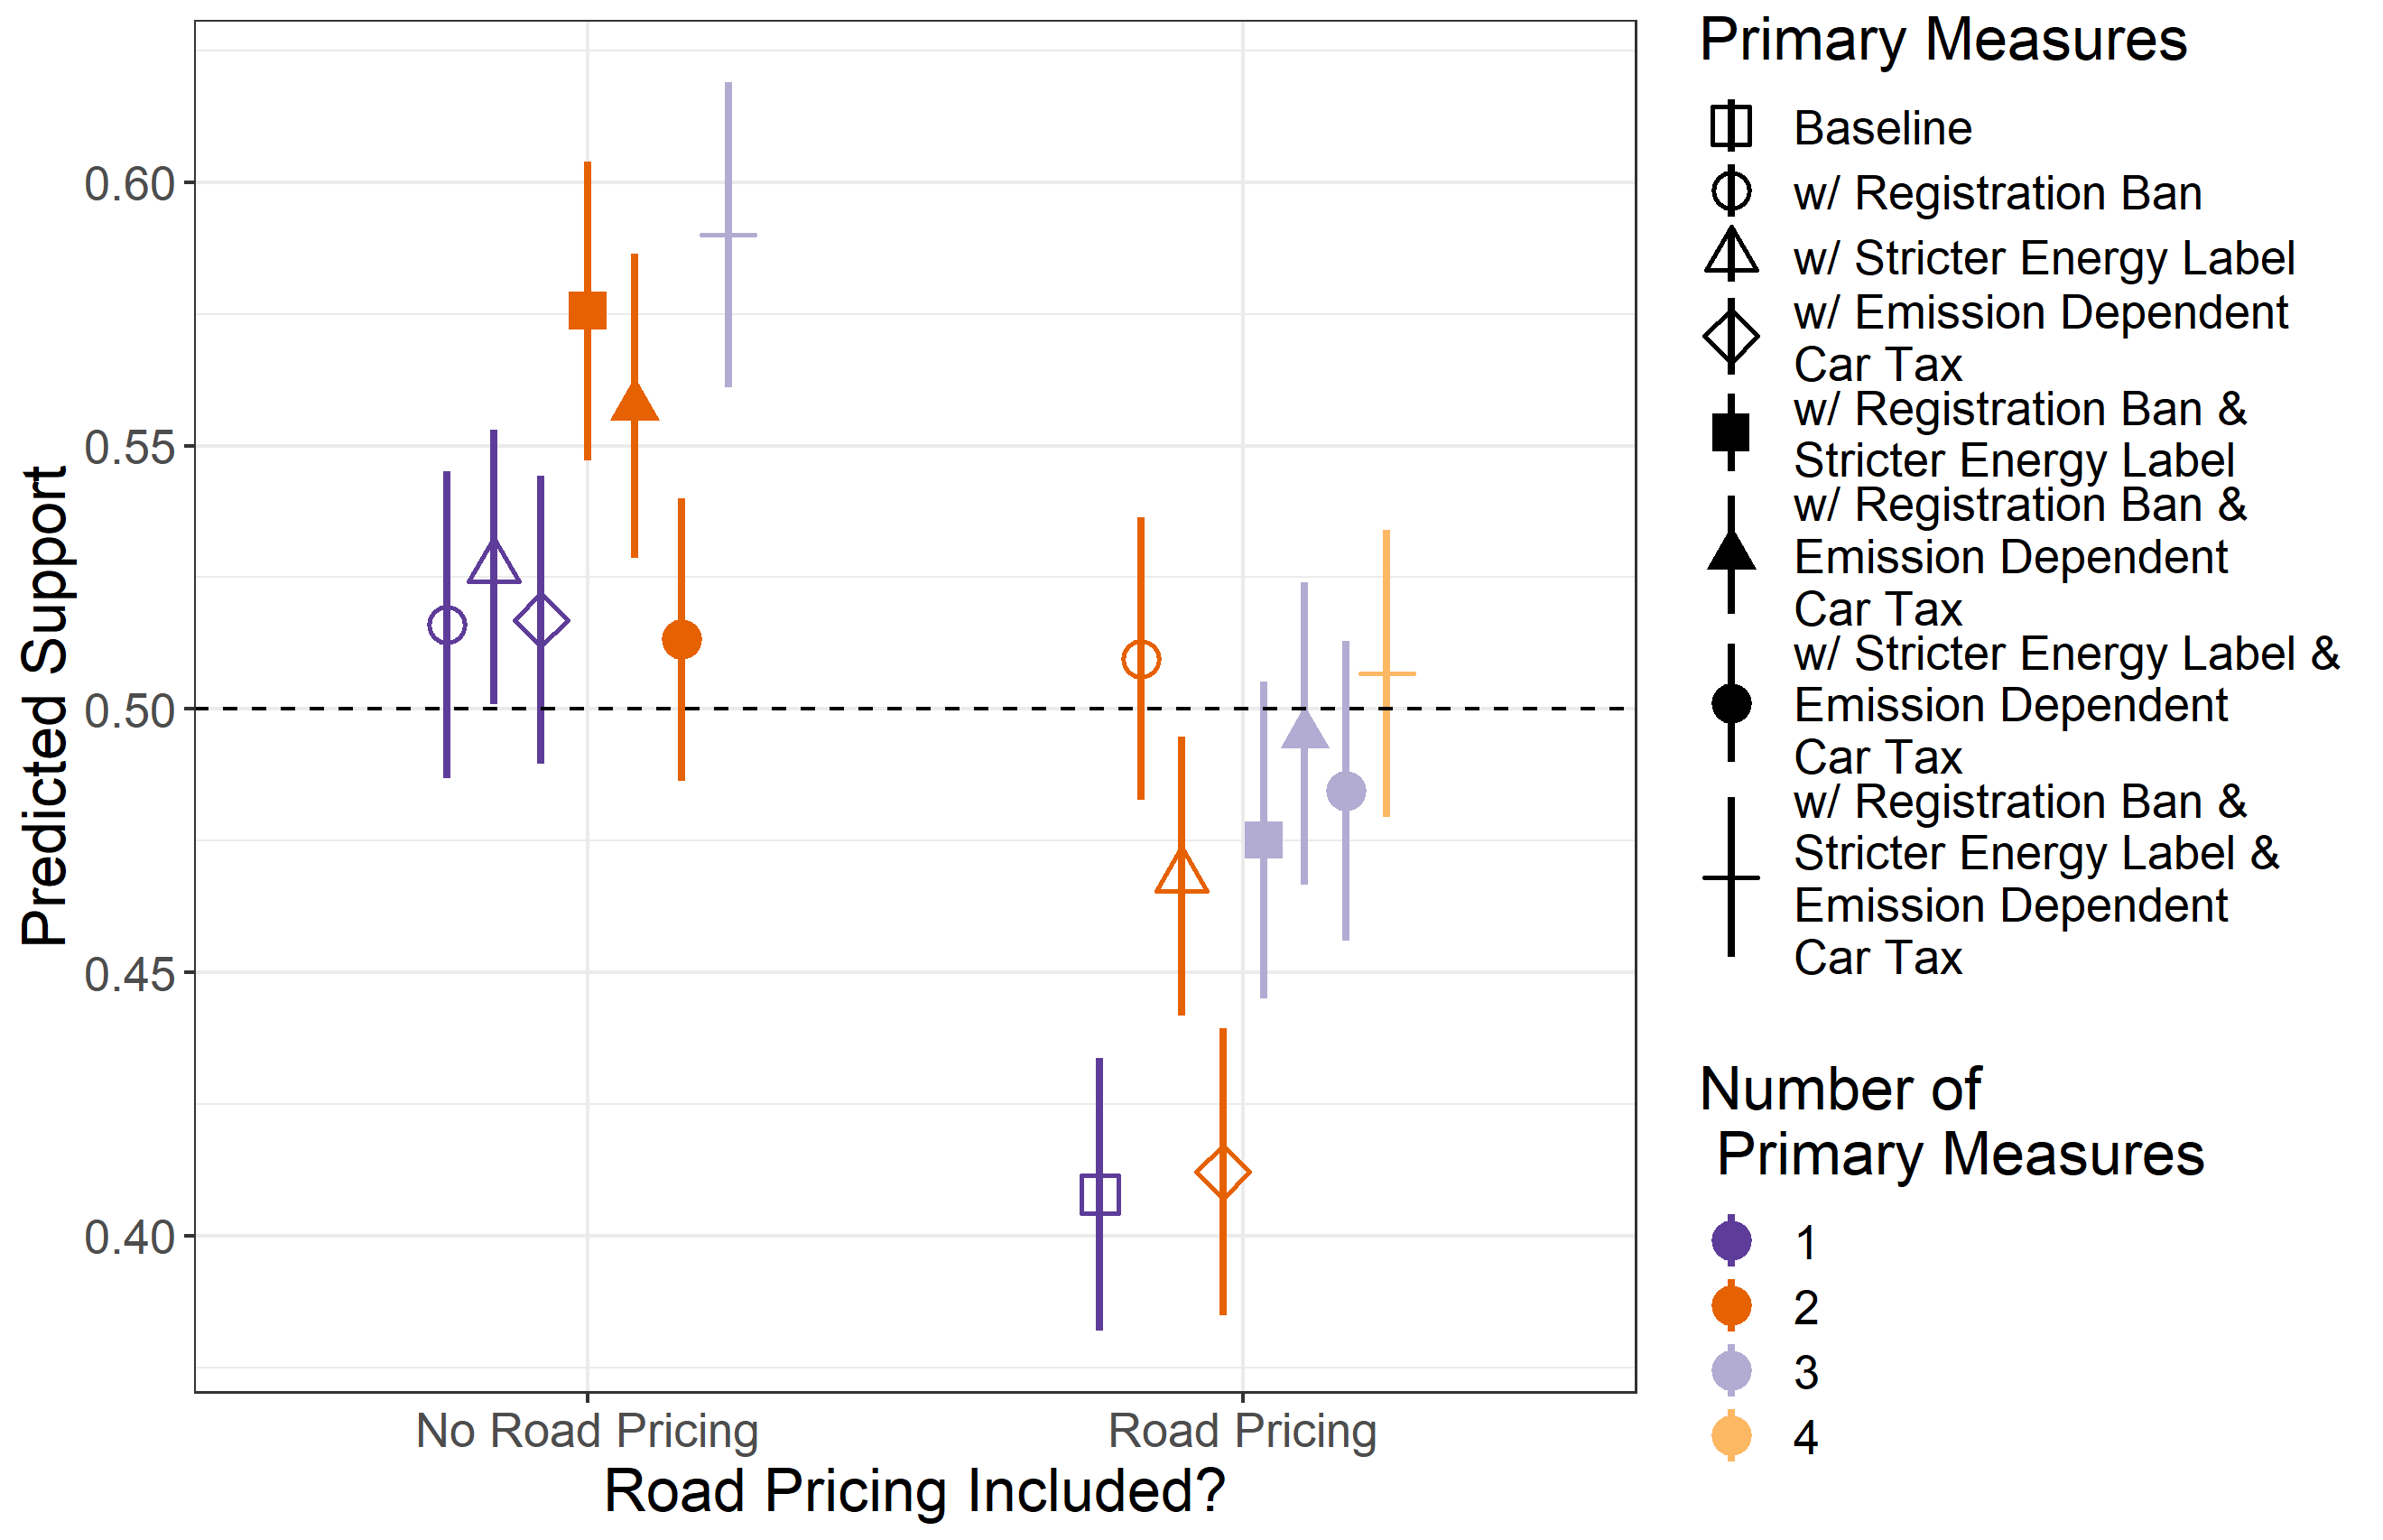 Predicted Support
0.60
0.55
0.50
0.45
0.40
No Road Pricing
Road Pricing
Road Pricing Included?
Primary Measures
Baseline
w/ Registration Ban
w/ Stricter Energy Label
w/ Emission Dependent
Car Tax
w/ Registration Ban &
Stricter Energy Label
w/ Registration Ban &
Emission Dependent
Car Tax
w/ Stricter Energy Label &
Emission Dependent
Car Tax
w/ Registration Ban &
Stricter Energy Label &
Emission Dependent
Car Tax
Number of
Primary Measures
1
2
3
4